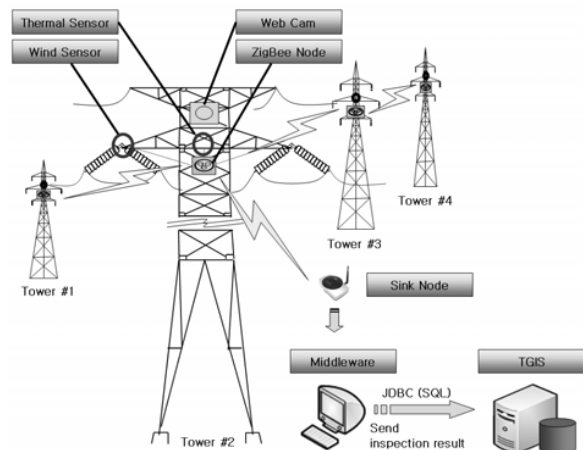 Thermal Sensor
Web Cam
Wind Sensor
ZigBee Node
Tower #4
Tower #3
Tower #1
Sink Node
Middleware
TGIS
JDBC (SQL)
Send
inspection result
Tower #2